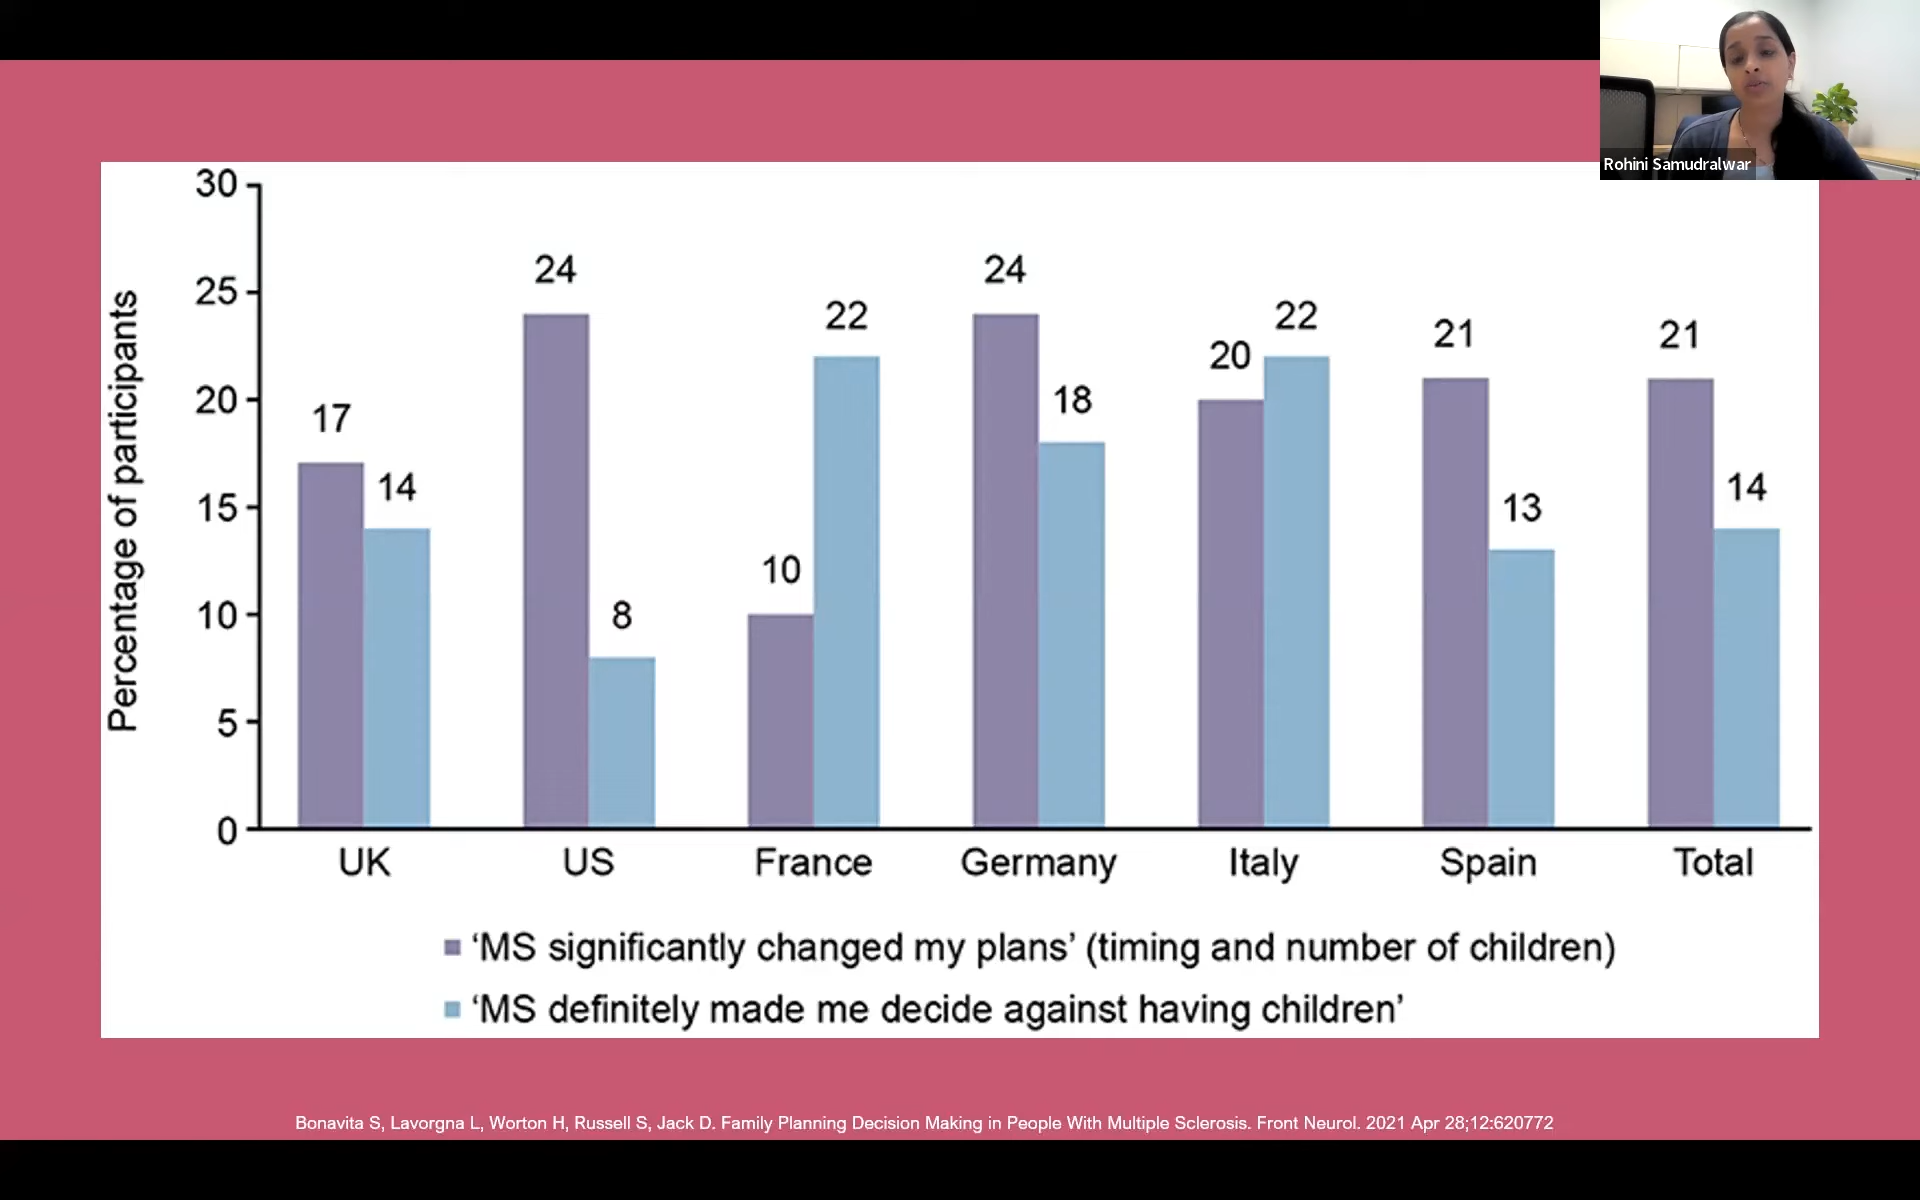 Rohini Samudralwar
Percentage of participants
30
25
20
15
10
5
0
17
14
24
8
10
22
24
18
20
22
21
13
21
14
UK
US
France
Germany
Italy
Spain
Total
‘MS significantly changed my plans’ (timing and number of children)
‘MS definitely made me decide against having children’
Bonavita S, Lavorgna L, Worton H, Russell S, Jack D. Family Planning Decision Making in People With Multiple Sclerosis. Front Neurol. 2021 Apr 28;12:620772